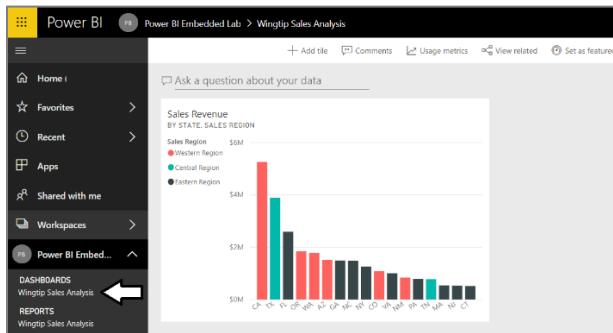 Power BI PB Power BI Embedded Lab > Wingtip Sales Analysis
+ Add tile Comments Usage metrics View related Set as featured
Home
Ask a question about your data
Favorites
Recent
Apps
Shared with me
Workspaces
PB Power BI Embed...
DASHBOARDS
Wingtip Sales Analysis
REPORTS
Wingtip Sales Analysis
Sales Revenue
BY STATE, SALES REGION
Sales Region
Western Region
Central Region
Eastern Region
$6M
$4M
$2M
$0M
CA TX FL OR WA AZ GA NC NY CO VA NM PA TN MA NJ CT